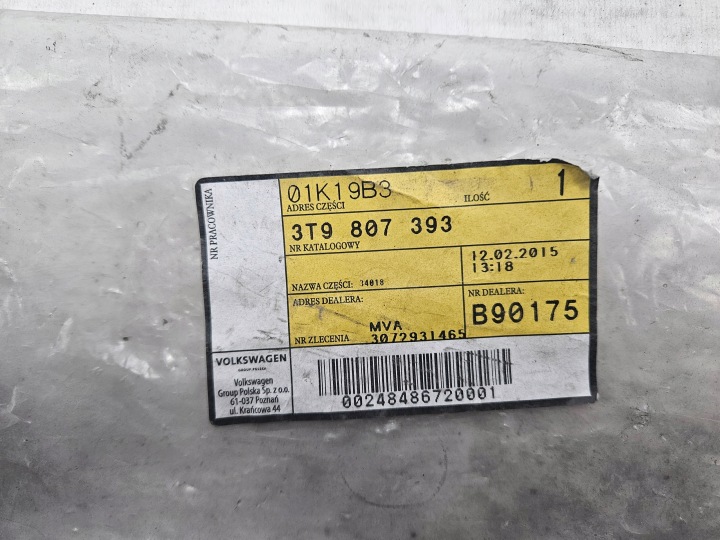 NR PRACOWNIKA
01K19B3
ADRES CZĘŚCI
ILOŚĆ
1
3T9 807 393
NR KATALOGOWY
12.02.2015
13:18
NAZWA CZĘŚCI: 34018
ADRES DEALERA:
NR DEALERA:
MVA
B90175
NR ZLECENIA 3072931465
VOLKSWAGEN
GROUP POLSKA
Volkswagen
Group Polska Sp. z o.o.
61-037 Poznań
ul. Krańcowa 44
00248486720001